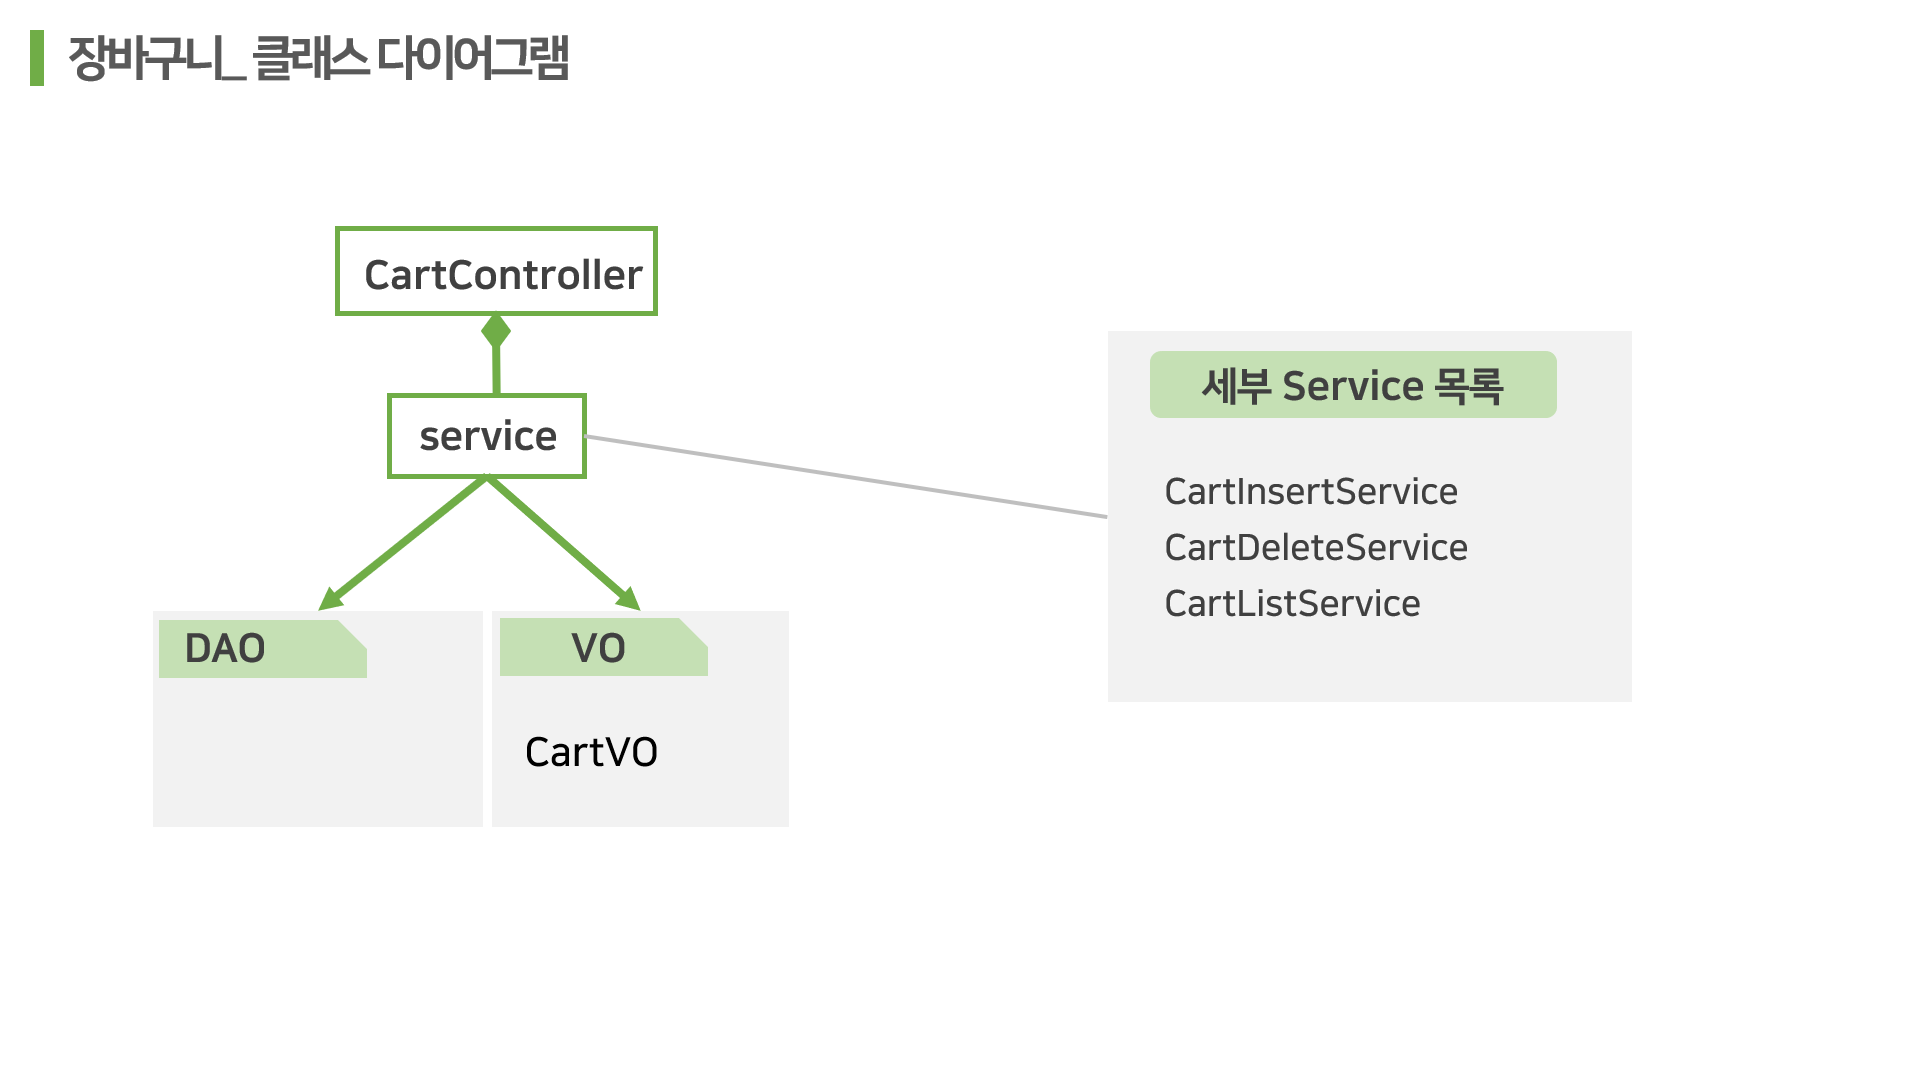 장바구니_ 클래스 다이어그램
CartController
service
DAO
VO
CartVO
세부 Service 목록
CartInsertService
CartDeleteService
CartListService